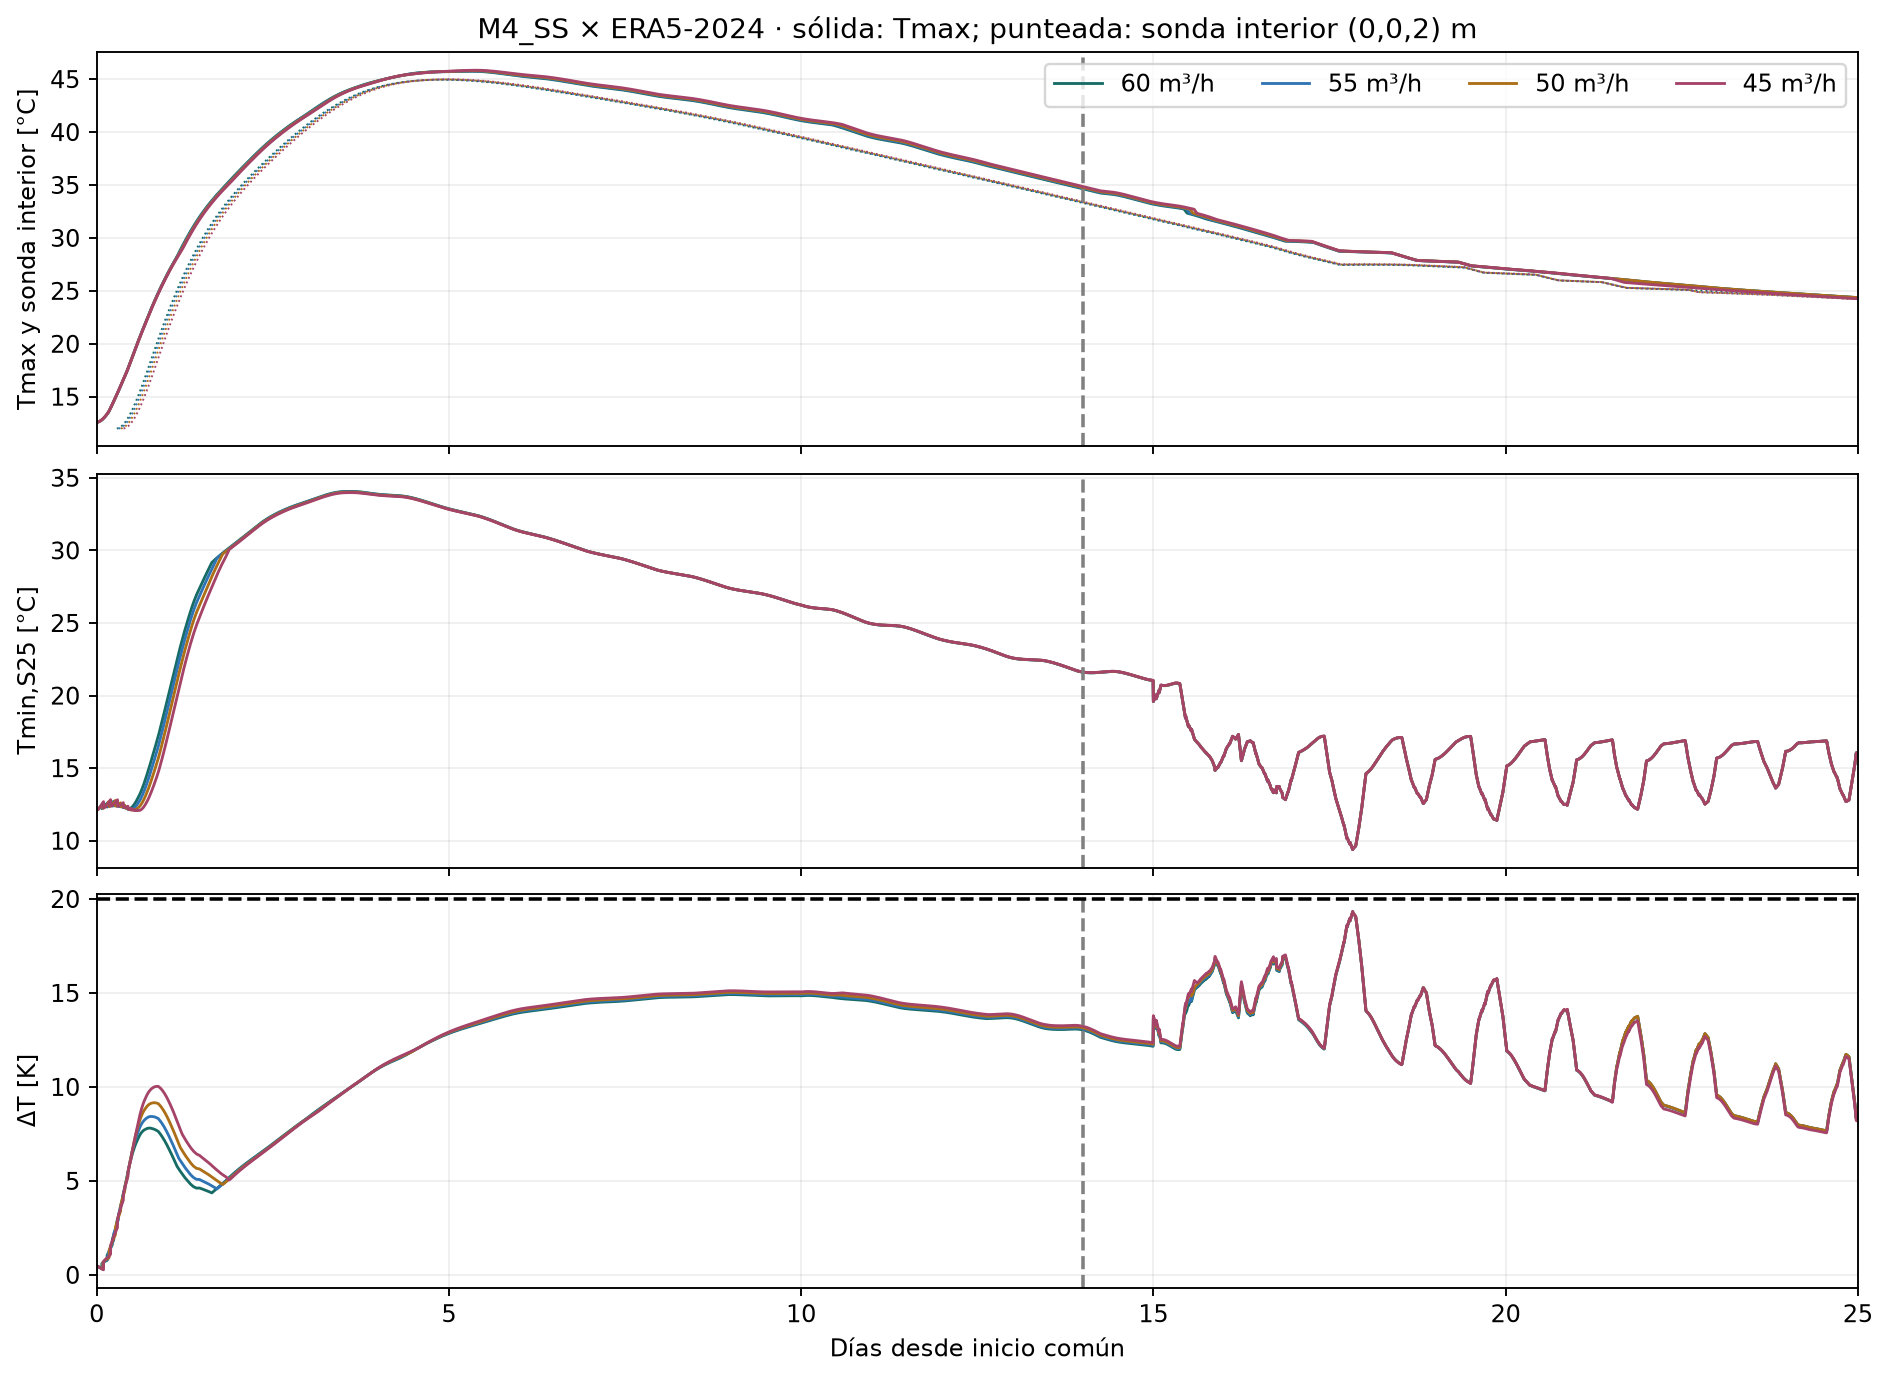 M4_SS × ERA5-2024 · sólida: Tmax; punteada: sonda interior (0,0,2) m
Tmax y sonda interior [°C]
45
40
35
30
25
20
15
60 m³/h
55 m³/h
50 m³/h
45 m³/h
Tmin,S25 [°C]
35
30
25
20
15
10
ΔT [K]
20
15
10
5
0
0
5
10
15
20
25
Días desde inicio común